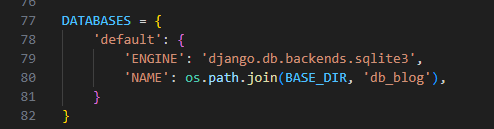 77 DATABASES = {
78     'default': {
79         'ENGINE': 'django.db.backends.sqlite3',
80         'NAME': os.path.join(BASE_DIR, 'db_blog'),
81     }
82 }